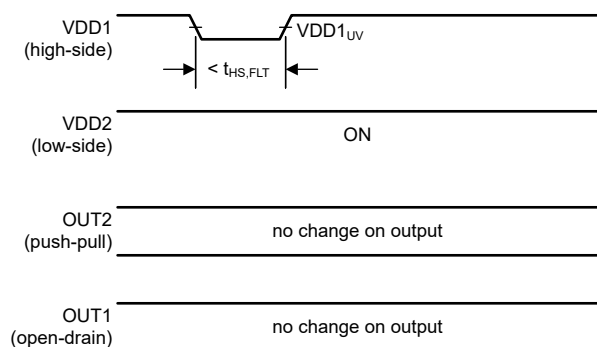 VDD1
(high-side)
VDD1UV
< tHS,FLT
VDD2
(low-side)
ON
OUT2
(push-pull)
no change on output
OUT1
(open-drain)
no change on output